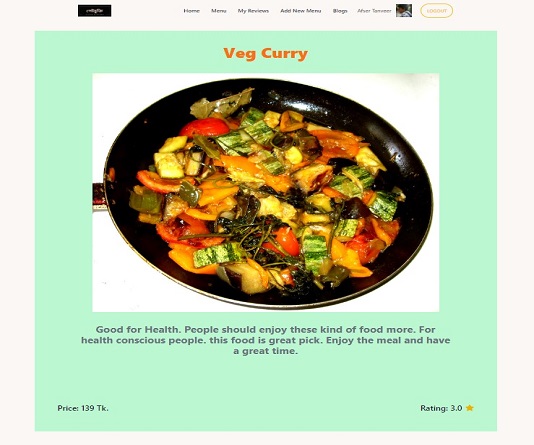 Home Menu My Reviews Add New Menu Blogs Afser Tanveer LOGOUT
Veg Curry
Good for Health. People should enjoy these kind of food more. For
health conscious people. this food is great pick. Enjoy the meal and have
a great time.
Price: 139 Tk. Rating: 3.0